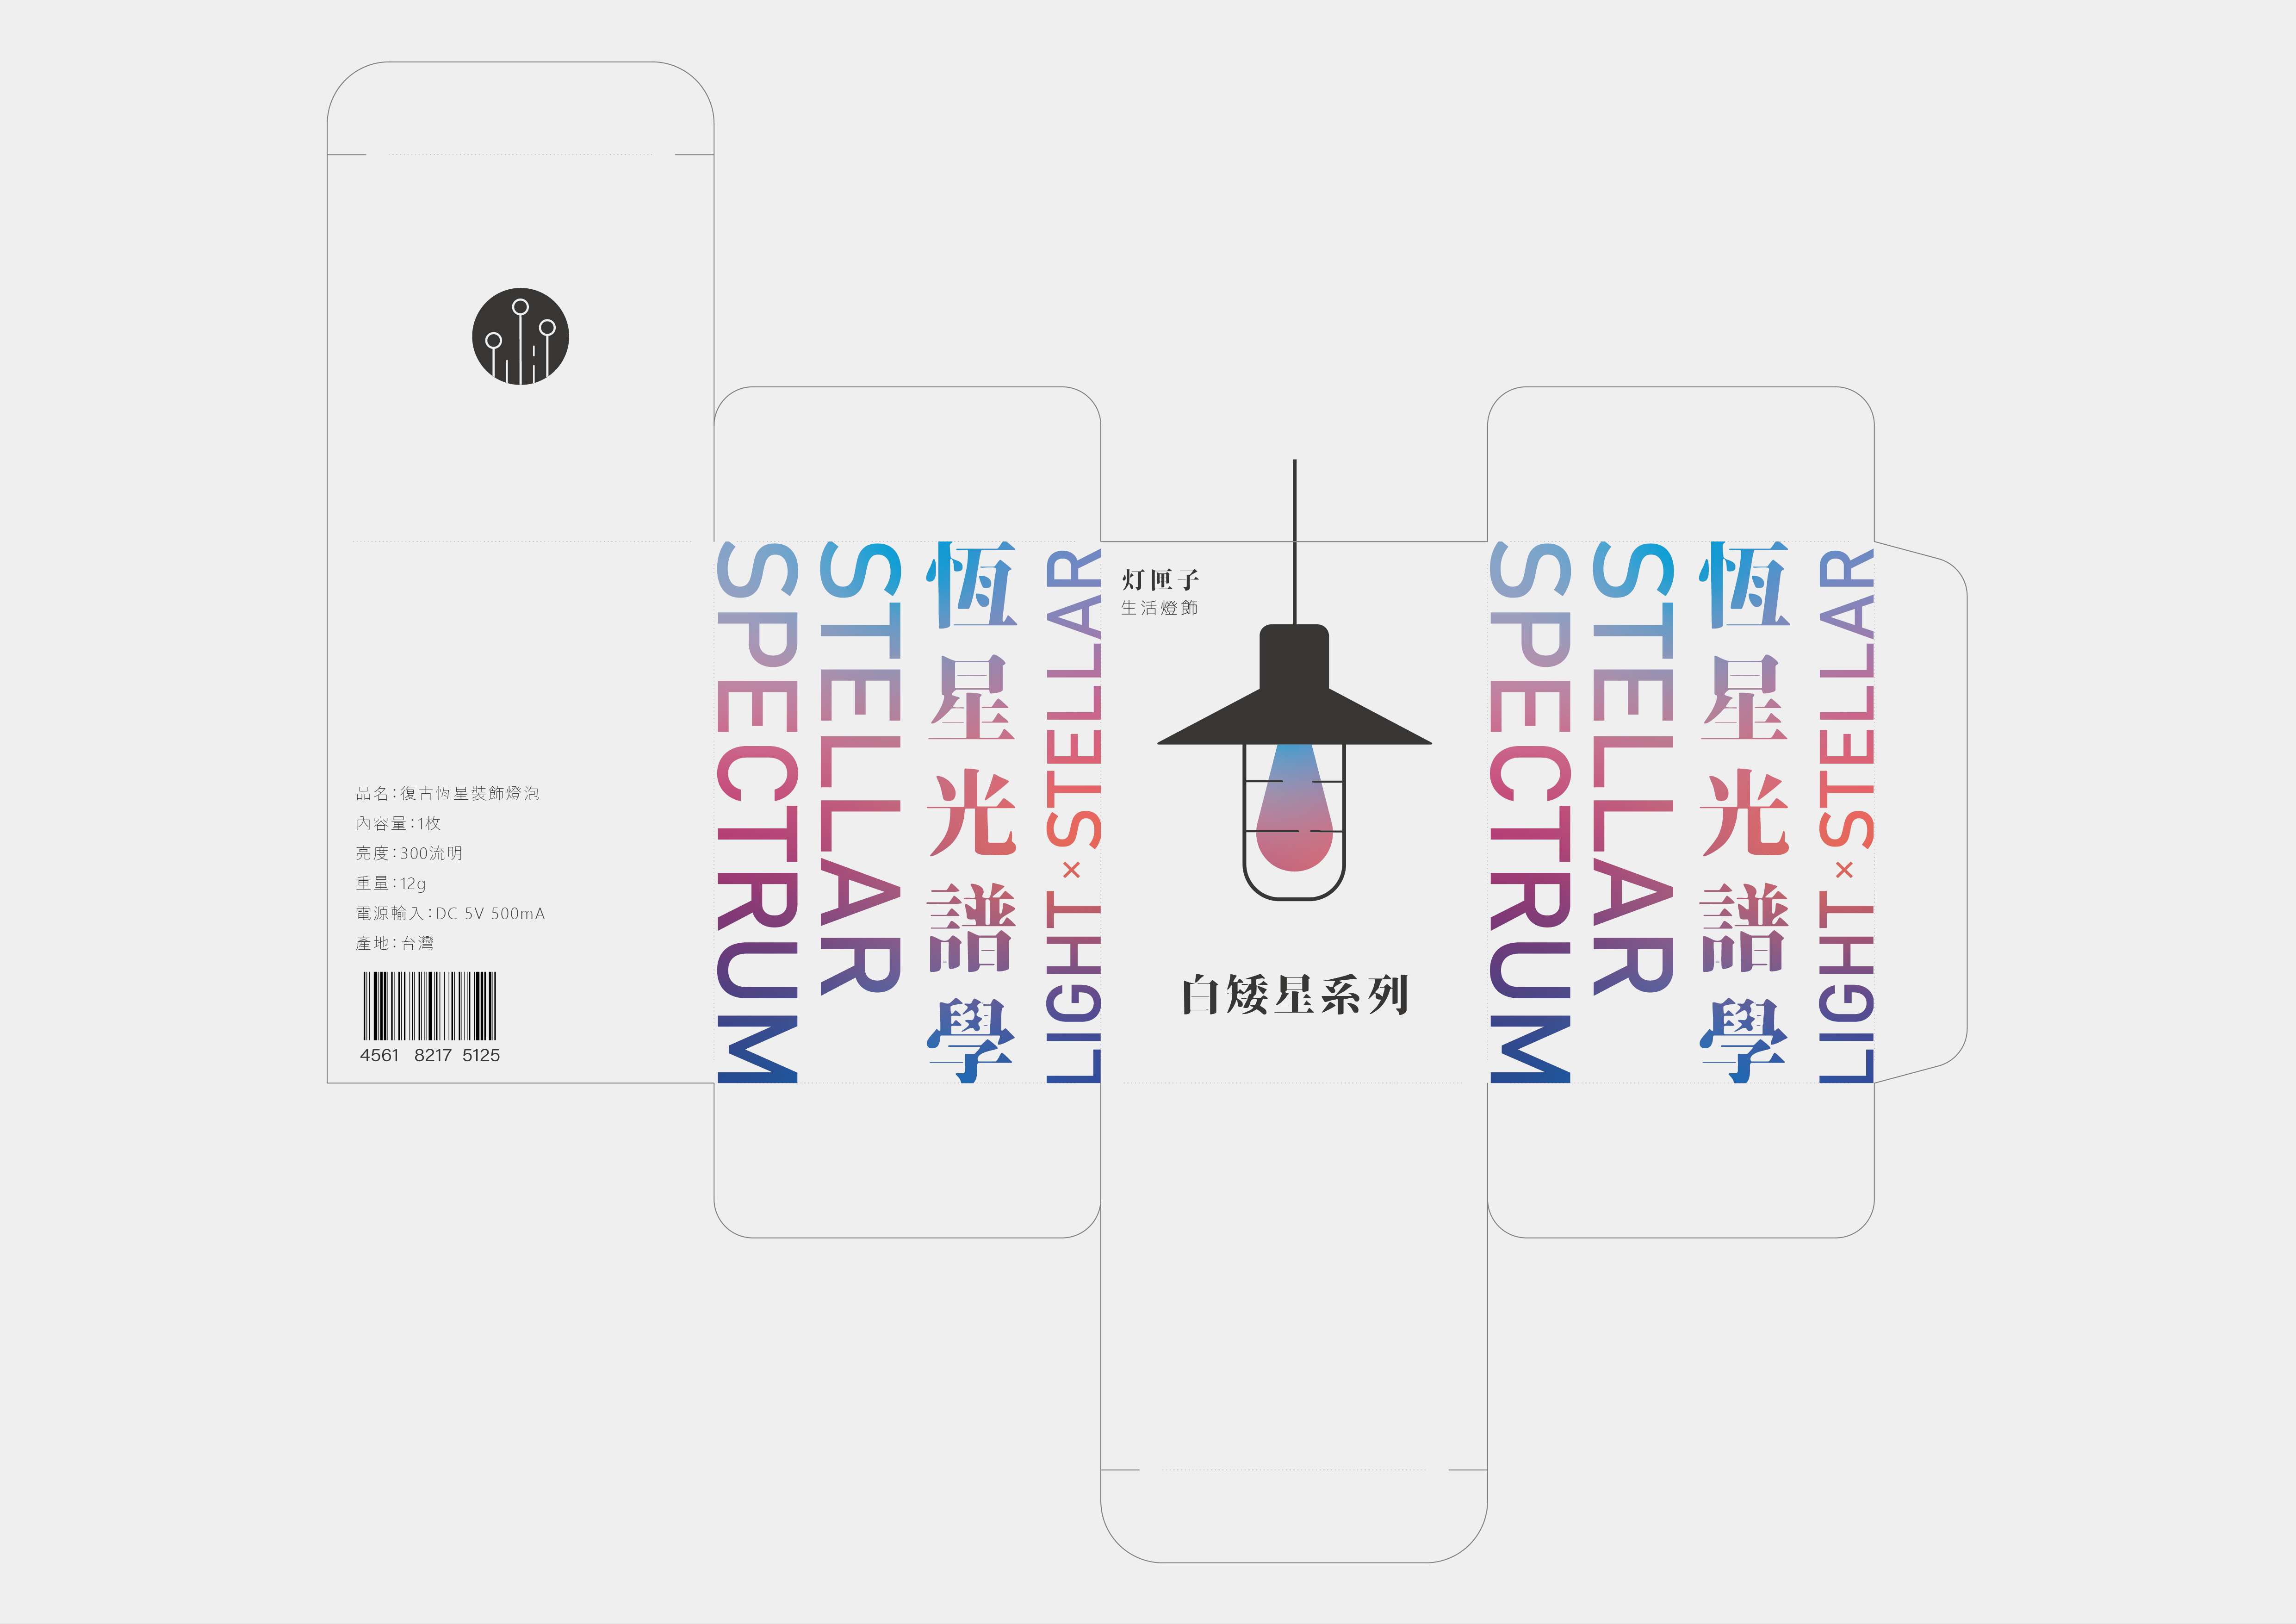 品名：復古恆星裝飾燈泡
內容量：1枚
亮度：300流明
重量：12g
電源輸入：DC 5V 500mA
產地：台灣
4561 8217 5125
SPECTRUM
STELLAR
恆星光譜學
LIGHT × STELLAR
灯匣子
生活燈飾
白矮星系列
SPECTRUM
STELLAR
恆星光譜學
LIGHT × STELLAR